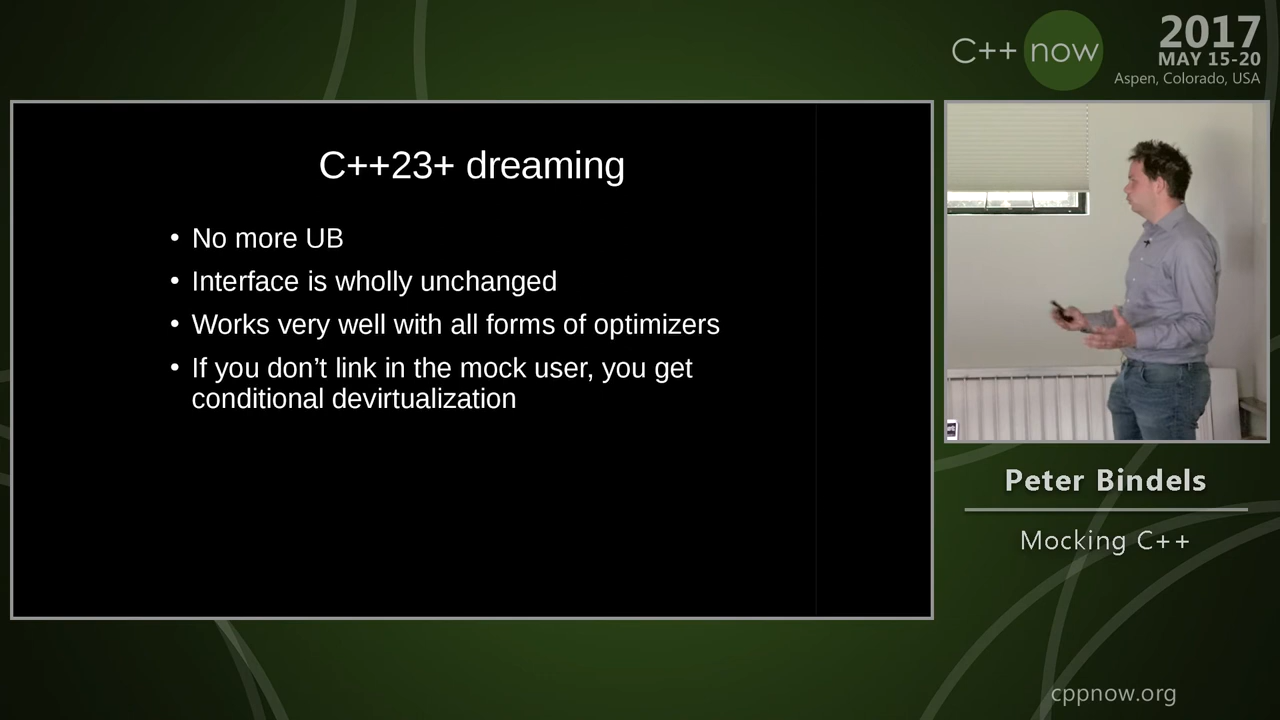 C++ now
2017
MAY 15-20
Aspen, Colorado, USA
C++23+ dreaming
• No more UB
• Interface is wholly unchanged
• Works very well with all forms of optimizers
• If you don’t link in the mock user, you get
conditional devirtualization
Peter Bindels
Mocking C++
cppnow.org